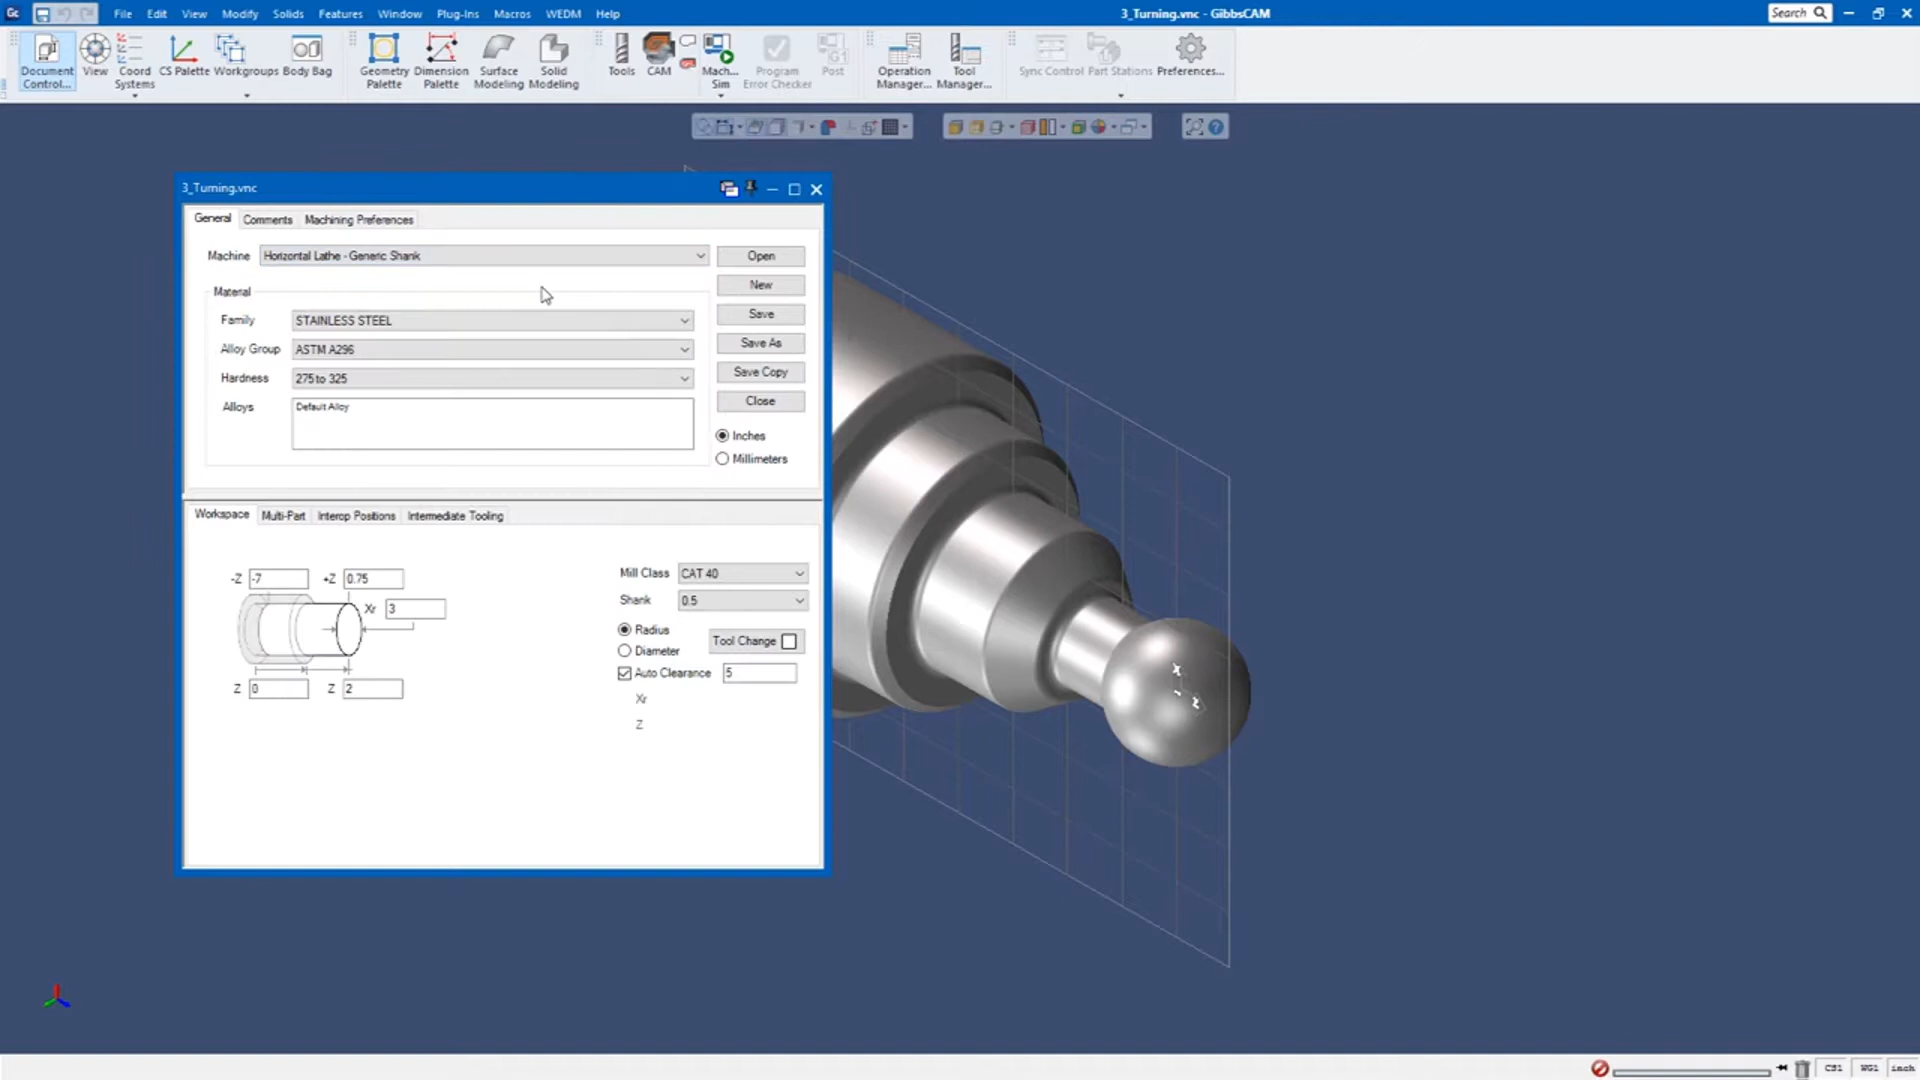 Gc File Edit View Modify Solids Features Window Plug-Ins Macros WEDM Help 3_Turning.vnc - GibbsCAM Search
Document Control... View Coord Systems CS Palette Workgroups Body Bag Geometry Palette Dimension Palette Surface Modeling Solid Modeling Tools CAM Mach... Sim Program Error Checker Post Operation Manager... Tool Manager... Sync Control Part Stations Preferences...
3_Turning.vnc
General Comments Machining Preferences
Machine Horizontal Lathe - Generic Shank Open
Material New
Family STAINLESS STEEL Save
Alloy Group ASTM A296 Save As
Hardness 275 to 325 Save Copy
Alloys Default Alloy Close
Inches
Millimeters
Workspace Multi-Part Interop Positions Intermediate Tooling
-Z -7 +Z 0.75 Mill Class CAT 40
Xr 3 Shank 0.5
Radius Tool Change
Diameter
Auto Clearance 5
Z 0 Z 2
Xr
Z
X
Z
CS1 WG1 inch